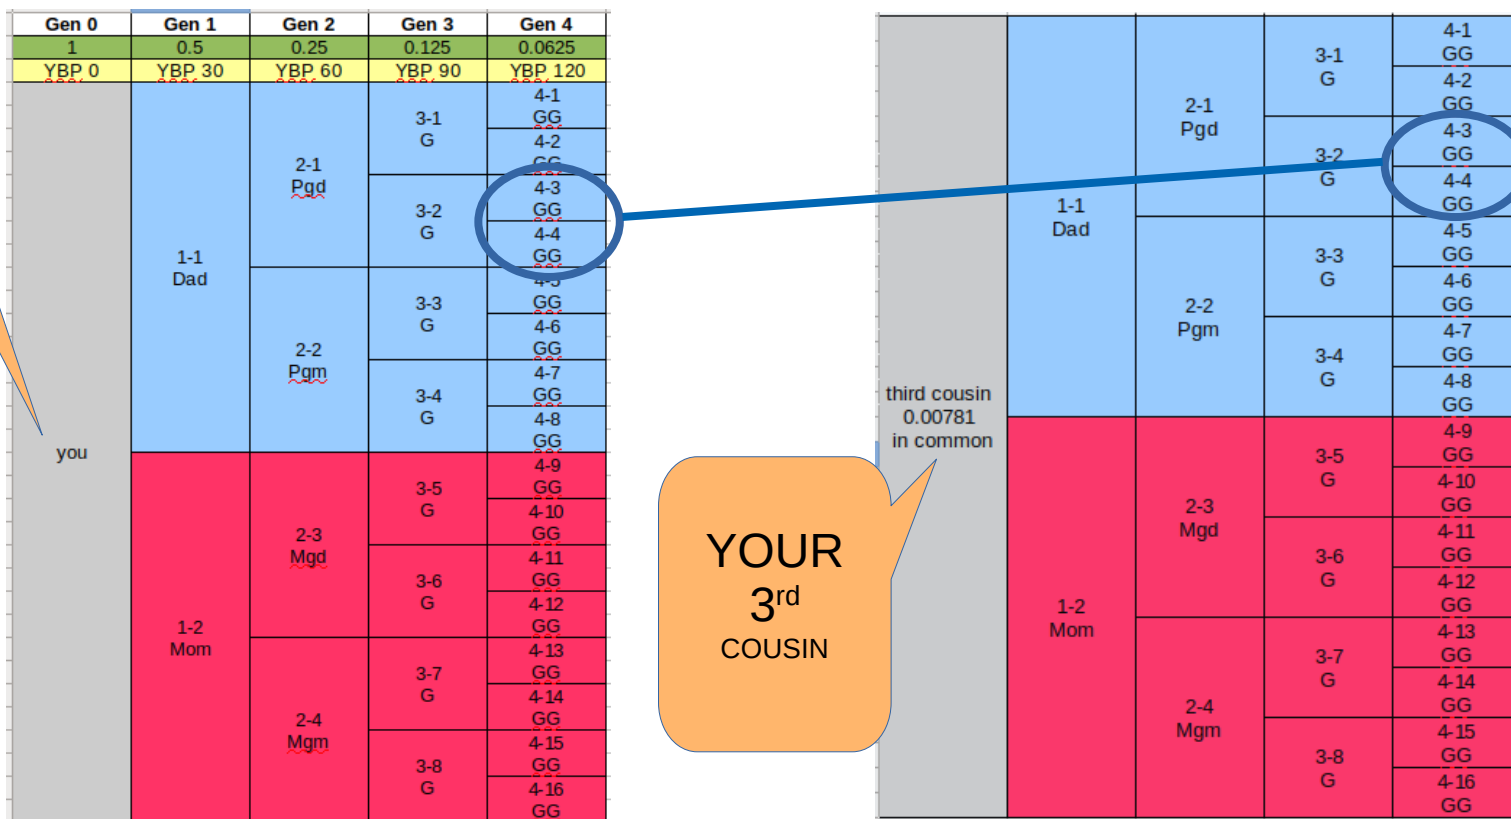 Gen 0 Gen 1 Gen 2 Gen 3 Gen 4
1 0.5 0.25 0.125 0.0625
YBP 0 YBP 30 YBP 60 YBP 90 YBP 120
you
1-1
Dad
1-2
Mom
2-1
Pgd
2-2
Pgm
2-3
Mgd
2-4
Mgm
3-1
G
3-2
G
3-3
G
3-4
G
3-5
G
3-6
G
3-7
G
3-8
G
4-1
GG
4-2
GG
4-3
GG
4-4
GG
4-5
GG
4-6
GG
4-7
GG
4-8
GG
4-9
GG
4-10
GG
4-11
GG
4-12
GG
4-13
GG
4-14
GG
4-15
GG
4-16
GG
YOUR
3rd
COUSIN
third cousin
0.00781
in common
1-1
Dad
1-2
Mom
2-1
Pgd
2-2
Pgm
2-3
Mgd
2-4
Mgm
3-1
G
3-2
G
3-3
G
3-4
G
3-5
G
3-6
G
3-7
G
3-8
G
4-1
GG
4-2
GG
4-3
GG
4-4
GG
4-5
GG
4-6
GG
4-7
GG
4-8
GG
4-9
GG
4-10
GG
4-11
GG
4-12
GG
4-13
GG
4-14
GG
4-15
GG
4-16
GG